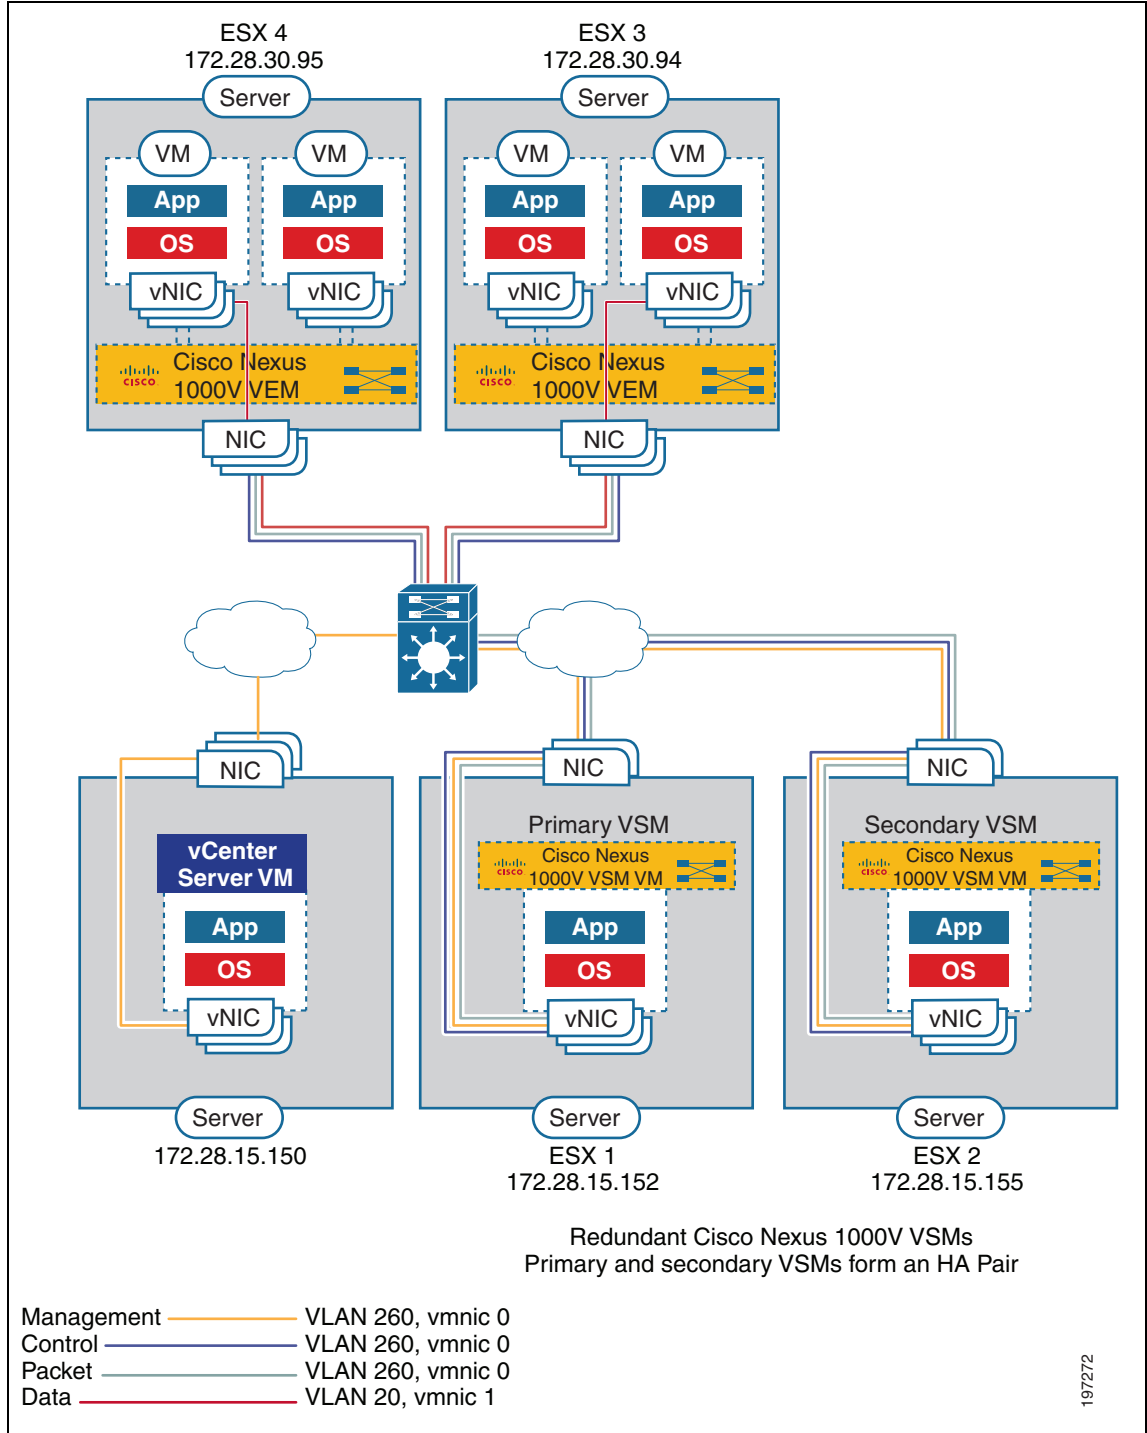 ESX 4
172.28.30.95
ESX 3
172.28.30.94
Server
Server
VM
VM
VM
VM
App
App
App
App
OS
OS
OS
OS
vNIC
vNIC
vNIC
vNIC
CISCO
Cisco Nexus
1000V VEM
CISCO
Cisco Nexus
1000V VEM
NIC
NIC
NIC
NIC
NIC
vCenter
Server VM
App
OS
vNIC
Server
172.28.15.150
Primary VSM
CISCO
Cisco Nexus
1000V VSM VM
App
OS
vNIC
Server
ESX 1
172.28.15.152
Secondary VSM
CISCO
Cisco Nexus
1000V VSM VM
App
OS
vNIC
Server
ESX 2
172.28.15.155
Redundant Cisco Nexus 1000V VSMs
Primary and secondary VSMs form an HA Pair
Management VLAN 260, vmnic 0
Control VLAN 260, vmnic 0
Packet VLAN 260, vmnic 0
Data VLAN 20, vmnic 1
197272